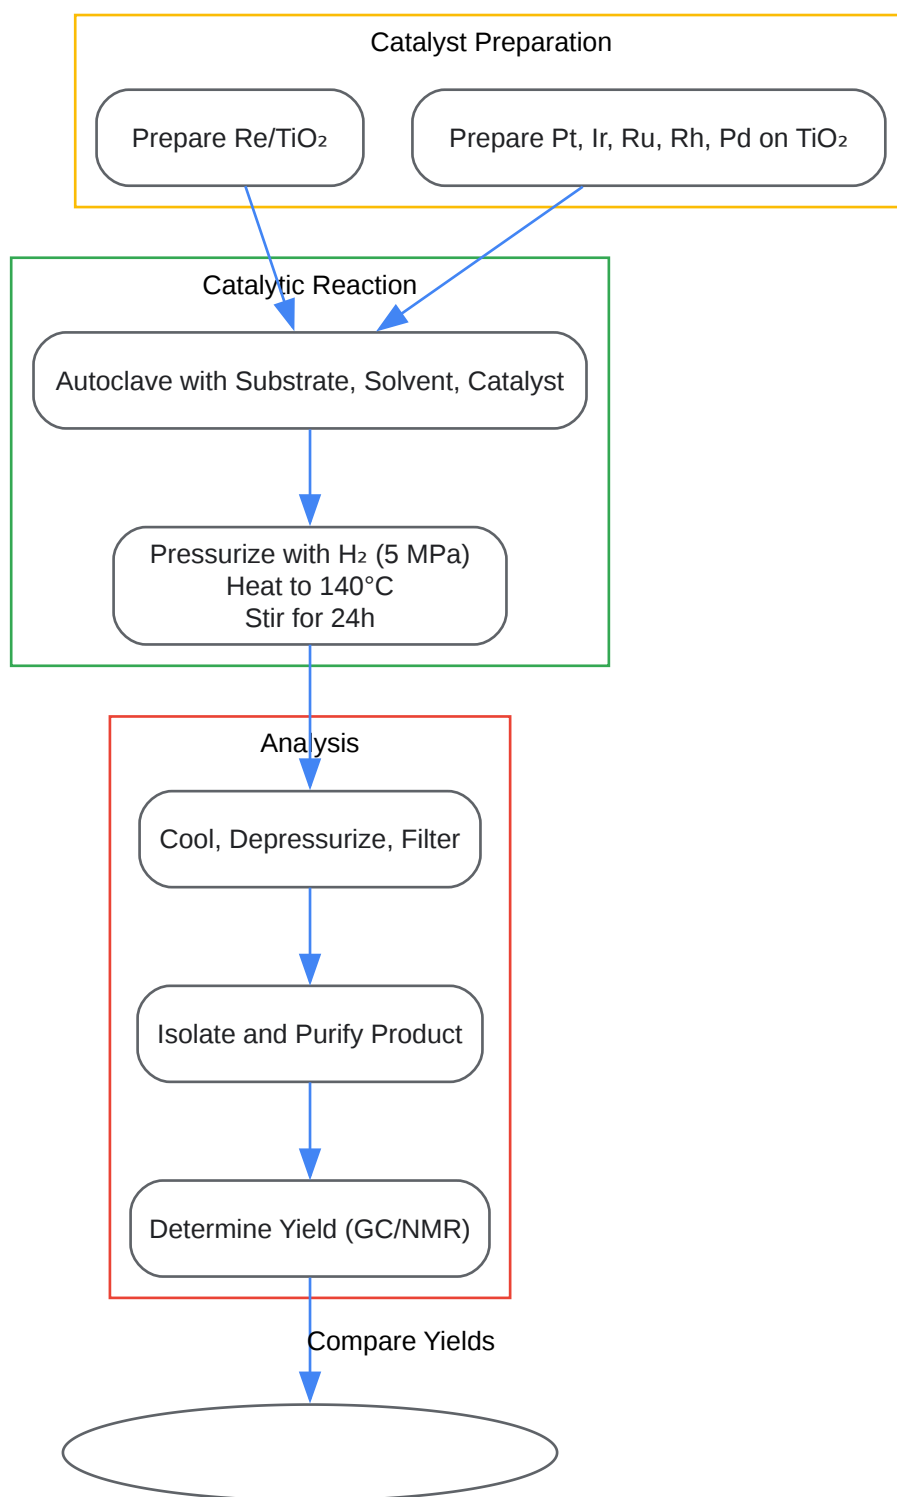 Catalyst Preparation
Prepare Re/TiO₂
Prepare Pt, Ir, Ru, Rh, Pd on TiO₂
Catalytic Reaction
Autoclave with Substrate, Solvent, Catalyst
Pressurize with H₂ (5 MPa)
Heat to 140°C
Stir for 24h
Analysis
Cool, Depressurize, Filter
Isolate and Purify Product
Determine Yield (GC/NMR)
Compare Yields